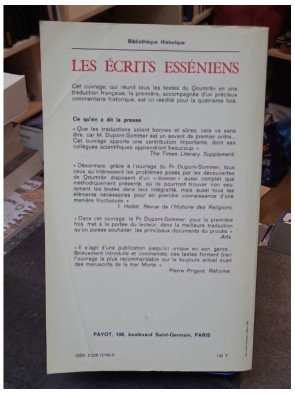 Bibliothèque Historique
LES ÉCRITS ESSÉNIENS
Cet ouvrage, qui réunit tous les textes du Qoumrân en une
traduction française, la première, accompagnée d'un précieux
commentaire historique, est ici réédité pour la quatrième fois.
Ce qu'en a dit la presse
« Que les traductions soient bonnes et sûres, cela va sans
dire, car M. Dupont-Sommer est un savant de premier ordre...
Cet ouvrage apporte une contribution importante, dont ses
collègues scientifiques apprendront beaucoup. »
The Times Literary Supplement.
« Désormais, grâce à l'ouvrage du Pr Dupont-Sommer, tous
ceux qu'intéressent les problèmes posés par les découvertes
de Qoumrân disposent d'un « dossier » aussi complet que
méthodiquement présenté, où ils pourront trouver non seu-
lement les textes dans leur intégralité, mais aussi tous les
éléments nécessaires pour en prendre connaissance d'une
manière fructueuse. »
J. Hadot, Revue de l'Histoire des Religions.
« Dans cet ouvrage, le Pr Dupont-Sommer, pour la première
fois, met à la portée du lecteur, dans la meilleure traduction
qu'on puisse souhaiter, les principaux documents du procès. »
Arts.
« Il s'agit d'une publication jusqu'ici unique en son genre.
Brièvement introduits et commentés, ces textes forment bien
l'ouvrage le plus recommandable sur le toujours actuel sujet
des manuscrits de la mer Morte. »
Pierre Prigent, Réforme.
PAYOT, 106, boulevard Saint-Germain, PARIS
ISBN 2-228-12140-9